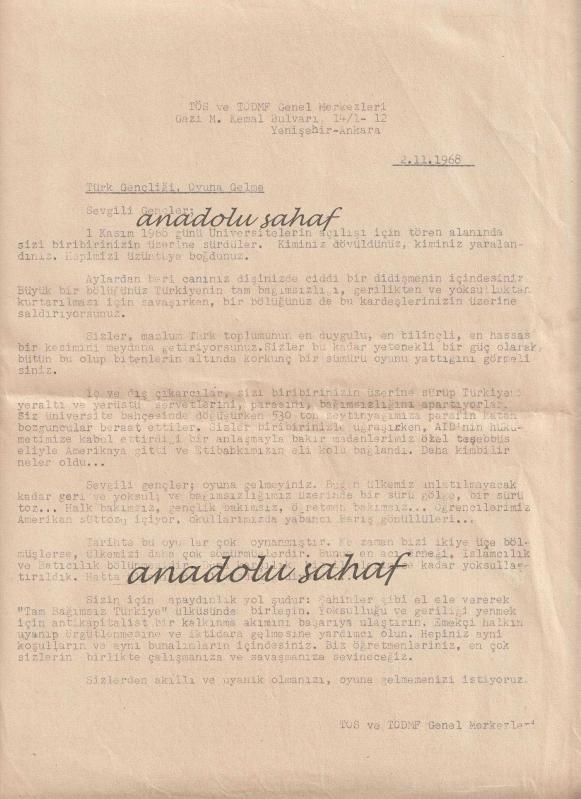 TÖS ve TÖDMF Genel Merkezleri
Gazi M. Kemal Bulvarı, 14/1- 12
Yenişehir-Ankara
2.11.1968
Türk Gençliği, Oyuna Gelme
Sevgili Gençler;
anadolu sahaf
1 Kasım 1968 günü Üniversitelerin açılışı için tören alanında
sizi biribirinizin üzerine sürdüler. Kiminiz dövüldünüz, kiminiz yaralan-
dınız. Hepimizi üzüntüye boğdunuz.
Aylardan beri canınız dişinizde ciddi bir didişmenin içindesiniz
Büyük bir bölüğünüz Türkiyenin tam bağımsızlı, gerilikten ve yoksulluktan
kurtarılması için savaşırken, bir bölüğünüz de bu kardeşlerinizin üzerine
saldırıyorsunuz.
Sizler, mazlum Türk toplumunun en duygulu, en bilinçli, en hassas
bir kesimini meydana getiriyorsunuz.Sizler bu kadar yetenekli bir güç olarak,
bütün bu olup bitenlerin altında korkunç bir sömürü oyunu yattığını görmeli
siniz.
İç ve dış çıkarcılar, sizi biribirinizin üzerine sürüp Türkiyeni
yeraltı ve yerüstü servetlerini, parasını, bağımsızlığını apartıyorlar.
Siz üniversite bahçesinde döğüşürken 530 ton zeytinyağımıza parafin katan
bozguncular beraat ettiler. Sizler biribirinizle uğraşırken, AID'nin hükü-
metimize kabul ettirdiği bir anlaşmayla bakır madenlerimiz özel teşebbüs
eliyle Amerikaya gitti ve Etibankımızın eli kolu bağlandı. Daha kimbilir
neler oldu...
Sevgili gençler; oyuna gelmeyiniz. Bugün ülkemiz anlatılmayacak
kadar geri ve yoksul; ve bağımsızlığımız üzerinde bir sürü gölge, bir sürü
toz... Halk bakımsız, gençlik bakımsız, öğretmen bakımsız... Öğrencilerimiz
Amerikan süttozu içiyor, okullarımızda yabancı Barış gönüllüleri...
Tarihte bu oyunlar çok oynanmıştır. Ne zaman bizi ikiye üçe böl-
müşlerse, ülkemizi daha çok sömürmüşlerdir. Bunun en acı örneği, İslamcılık
ve Batıcılık kadar yoksullaş-
tırıldık. Hatta
anadolu sahaf
Sizin için apaydınlık yol şudur: Şahinler gibi el ele vererek
"Tam Bağımsız Türkiye" ülküsünde birleşin. Yoksulluğu ve geriliği yenmek
için antikapitalist bir kalkınma akımını başarıya ulaştırın. Emekçi halkın
uyanıp örgütlenmesine ve iktidara gelmesine yardımcı olun. Hepiniz ayni
koşulların ve aynı bunalımların içindesiniz. Biz öğretmenleriniz, en çok
sizlerin birlikte çalışmanıza ve savaşmanıza sevineceğiz.
Sizlerden akıllı ve uyanık olmanızı, oyuna gelmemenizi istiyoruz.
TÖS ve TÖDMF Genel Merkezleri